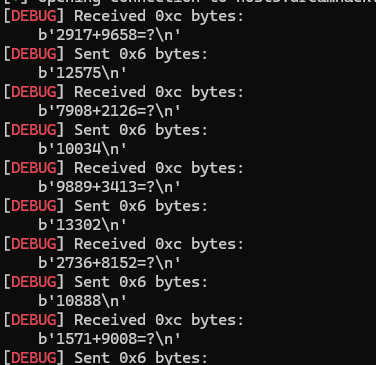 [DEBUG] Received 0xc bytes:
    b'2917+9658=?\n'
[DEBUG] Sent 0x6 bytes:
    b'12575\n'
[DEBUG] Received 0xc bytes:
    b'7908+2126=?\n'
[DEBUG] Sent 0x6 bytes:
    b'10034\n'
[DEBUG] Received 0xc bytes:
    b'9889+3413=?\n'
[DEBUG] Sent 0x6 bytes:
    b'13302\n'
[DEBUG] Received 0xc bytes:
    b'2736+8152=?\n'
[DEBUG] Sent 0x6 bytes:
    b'10888\n'
[DEBUG] Received 0xc bytes:
    b'1571+9008=?\n'
[DEBUG] Sent 0x6 bytes: